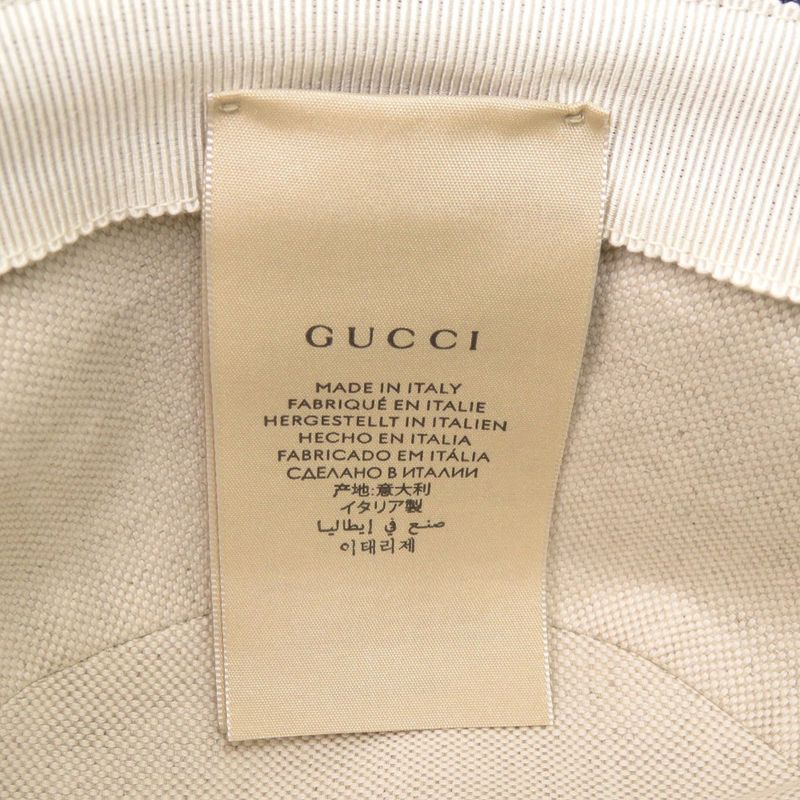 GUCCI
MADE IN ITALY
FABRIQUÉ EN ITALIE
HERGESTELLT IN ITALIEN
HECHO EN ITALIA
FABRICADO EM ITÁLIA
СДЕЛАНО В ИТАЛИИ
产地:意大利
イタリア製
صنع في إيطاليا
이태리제